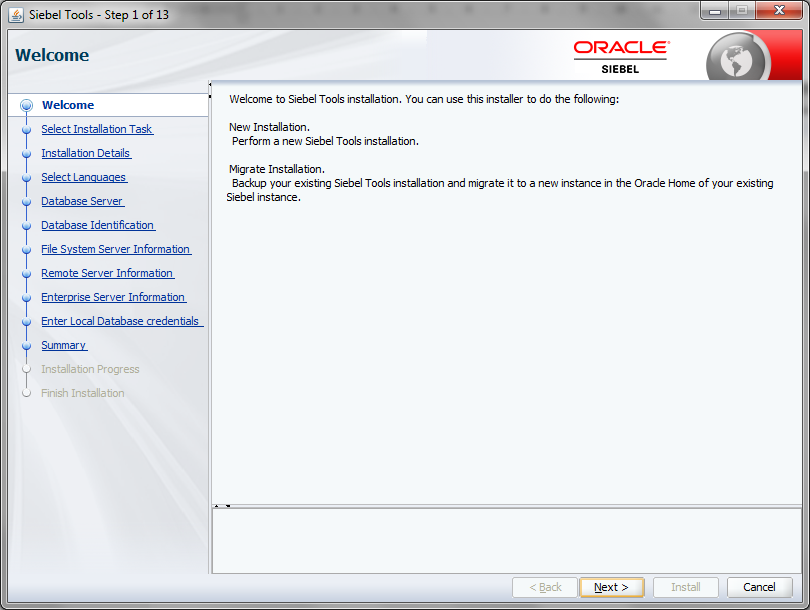 Siebel Tools - Step 1 of 13
Welcome
ORACLE®
SIEBEL
Welcome
Select Installation Task
Installation Details
Select Languages
Database Server
Database Identification
File System Server Information
Remote Server Information
Enterprise Server Information
Enter Local Database credentials
Summary
Installation Progress
Finish Installation
Welcome to Siebel Tools installation. You can use this installer to do the following:
New Installation.
Perform a new Siebel Tools installation.
Migrate Installation.
Backup your existing Siebel Tools installation and migrate it to a new instance in the Oracle Home of your existing
Siebel instance.
< Back
Next >
Install
Cancel